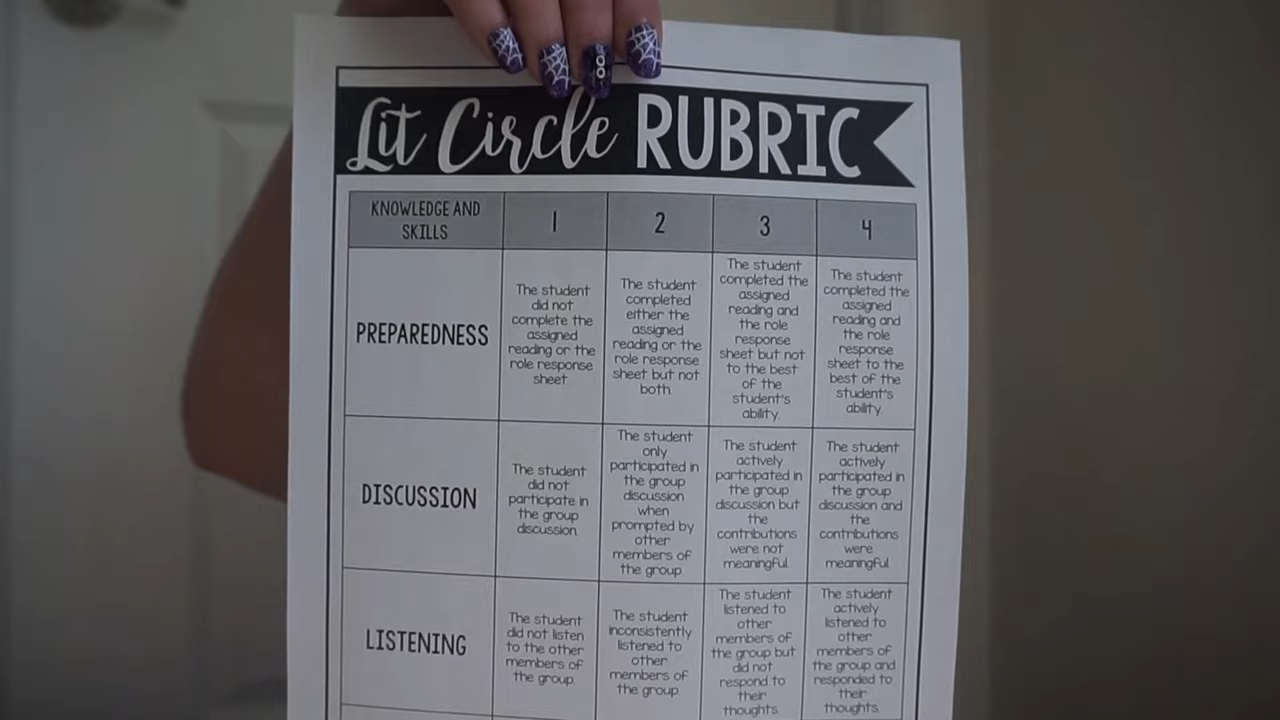 Lit Circle RUBRIC
KNOWLEDGE AND
SKILLS
1
2
3
4
PREPAREDNESS
The student
did not
complete the
assigned
reading or the
role response
sheet.
The student
completed
either the
assigned
reading or the
role response
sheet but not
both.
The student
completed the
assigned
reading and
the role
response
sheet but not
to the best
of the
student's
ability.
The student
completed the
assigned
reading and
the role
response
sheet to the
best of the
student's
ability.
DISCUSSION
The student
did not
participate in
the group
discussion.
The student
only
participated in
the group
discussion
when
prompted by
other
members of
the group.
The student
actively
participated in
the group
discussion but
the
contributions
were not
meaningful.
The student
actively
participated in
the group
discussion and
the
contributions
were
meaningful.
LISTENING
The student
did not listen
to the other
members of
the group.
The student
inconsistently
listened to
other
members of
the group.
The student
listened to
other
members of
the group but
did not
respond to
their
thoughts.
The student
actively
listened to
other
members of
the group and
responded to
their
thoughts.